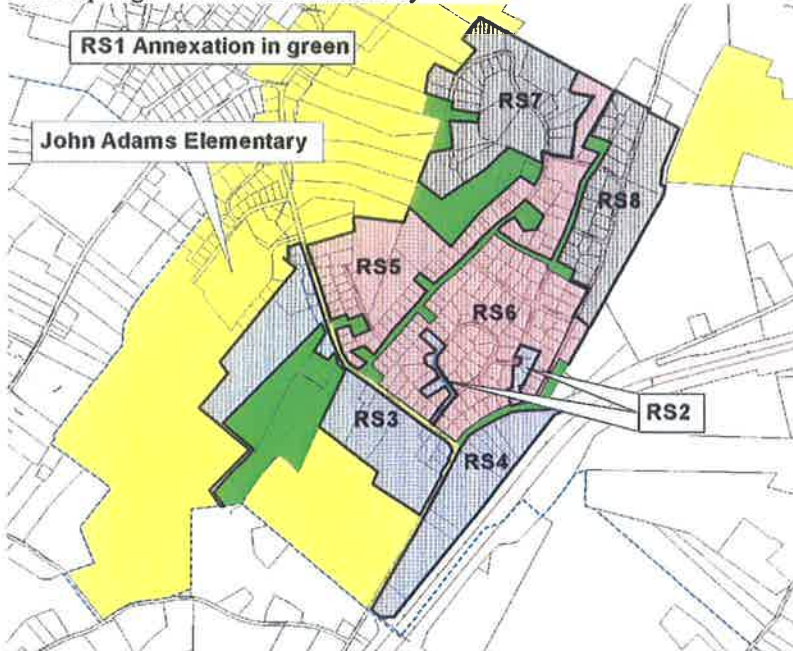 RS1 Annexation in green
RS7
John Adams Elementary
RS8
RS5
RS6
RS2
RS3
RS4